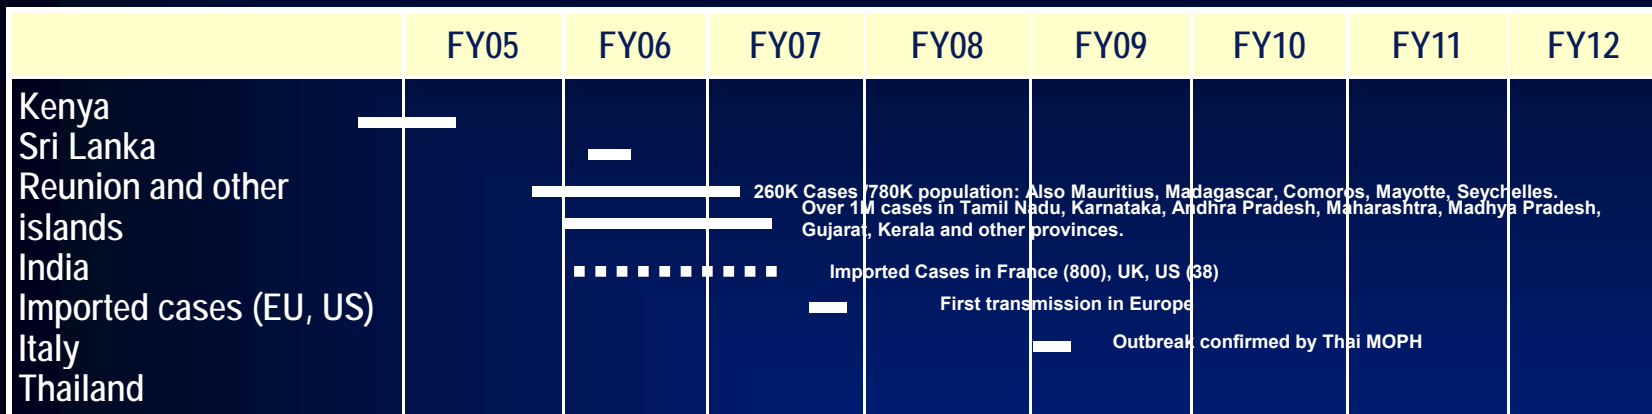 FY05 FY06 FY07 FY08 FY09 FY10 FY11 FY12
Kenya
Sri Lanka
Reunion and other
islands
India
Imported cases (EU, US)
Italy
Thailand
260K Cases /780K population: Also Mauritius, Madagascar, Comoros, Mayotte, Seychelles.
Over 1M cases in Tamil Nadu, Karnataka, Andhra Pradesh, Maharashtra, Madhya Pradesh,
Gujarat, Kerala and other provinces.
Imported Cases in France (800), UK, US (38)
First transmission in Europe
Outbreak confirmed by Thai MOPH